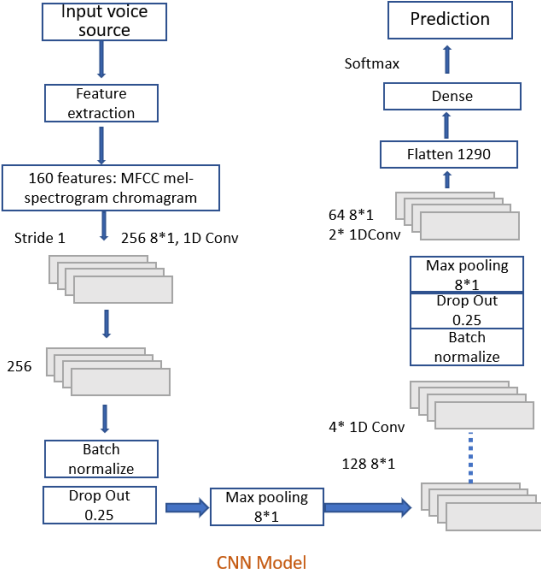 Input voice
source
Feature
extraction
160 features: MFCC mel-
spectrogram chromagram
Stride 1
256 8*1, 1D Conv
256
Batch
normalize
Drop Out
0.25
Max pooling
8*1
128 8*1
4* 1D Conv
Max pooling
8*1
Drop Out
0.25
Batch
normalize
64 8*1
2* 1DConv
Flatten 1290
Dense
Softmax
Prediction
CNN Model